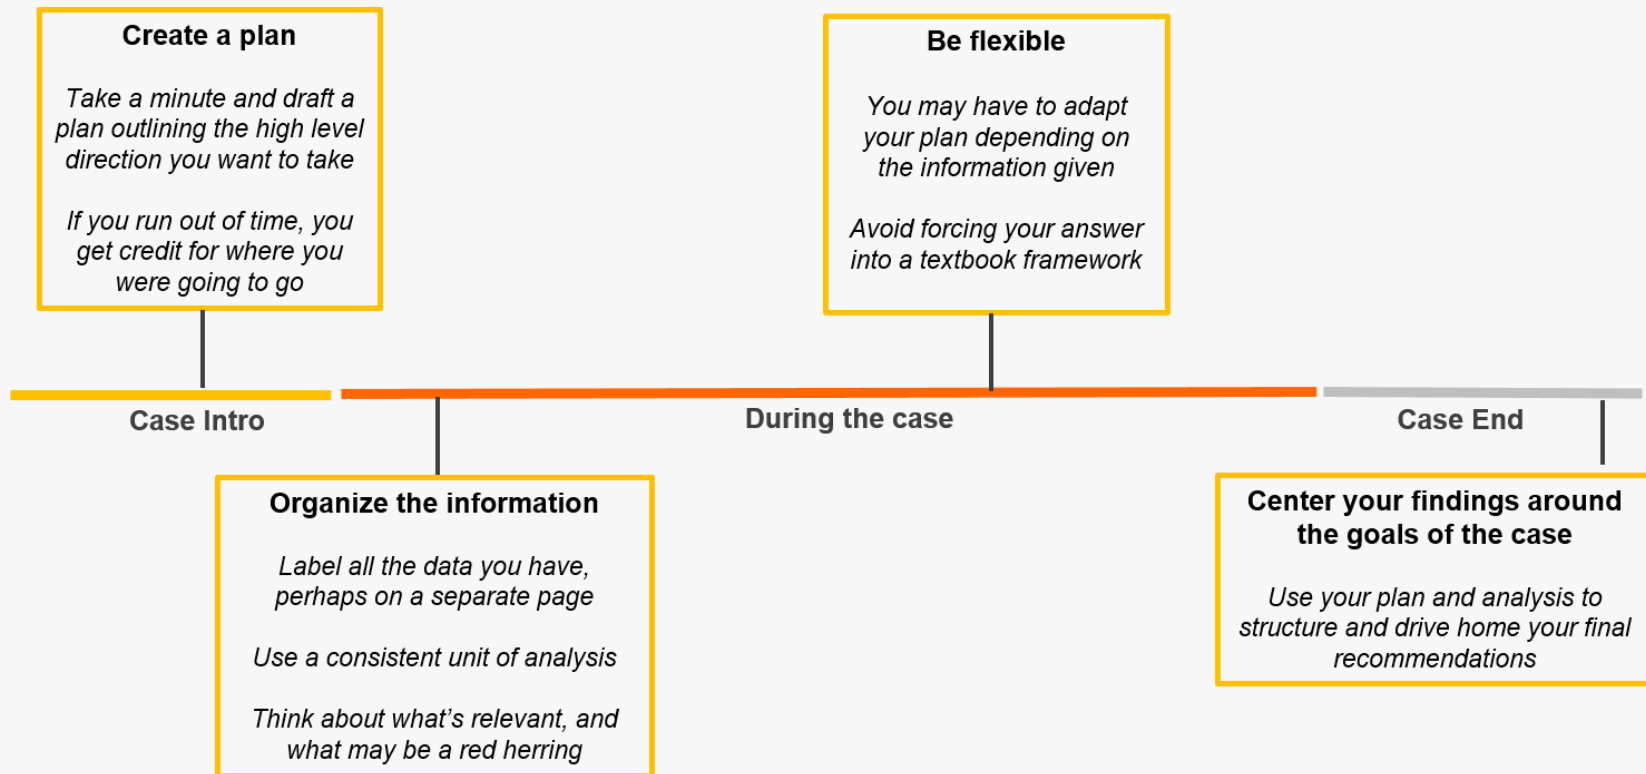 Create a plan
Take a minute and draft a
plan outlining the high level
direction you want to take
If you run out of time, you
get credit for where you
were going to go
Be flexible
You may have to adapt
your plan depending on
the information given
Avoid forcing your answer
into a textbook framework
Case Intro
During the case
Case End
Organize the information
Label all the data you have,
perhaps on a separate page
Use a consistent unit of analysis
Think about what’s relevant, and
what may be a red herring
Center your findings around
the goals of the case
Use your plan and analysis to
structure and drive home your final
recommendations